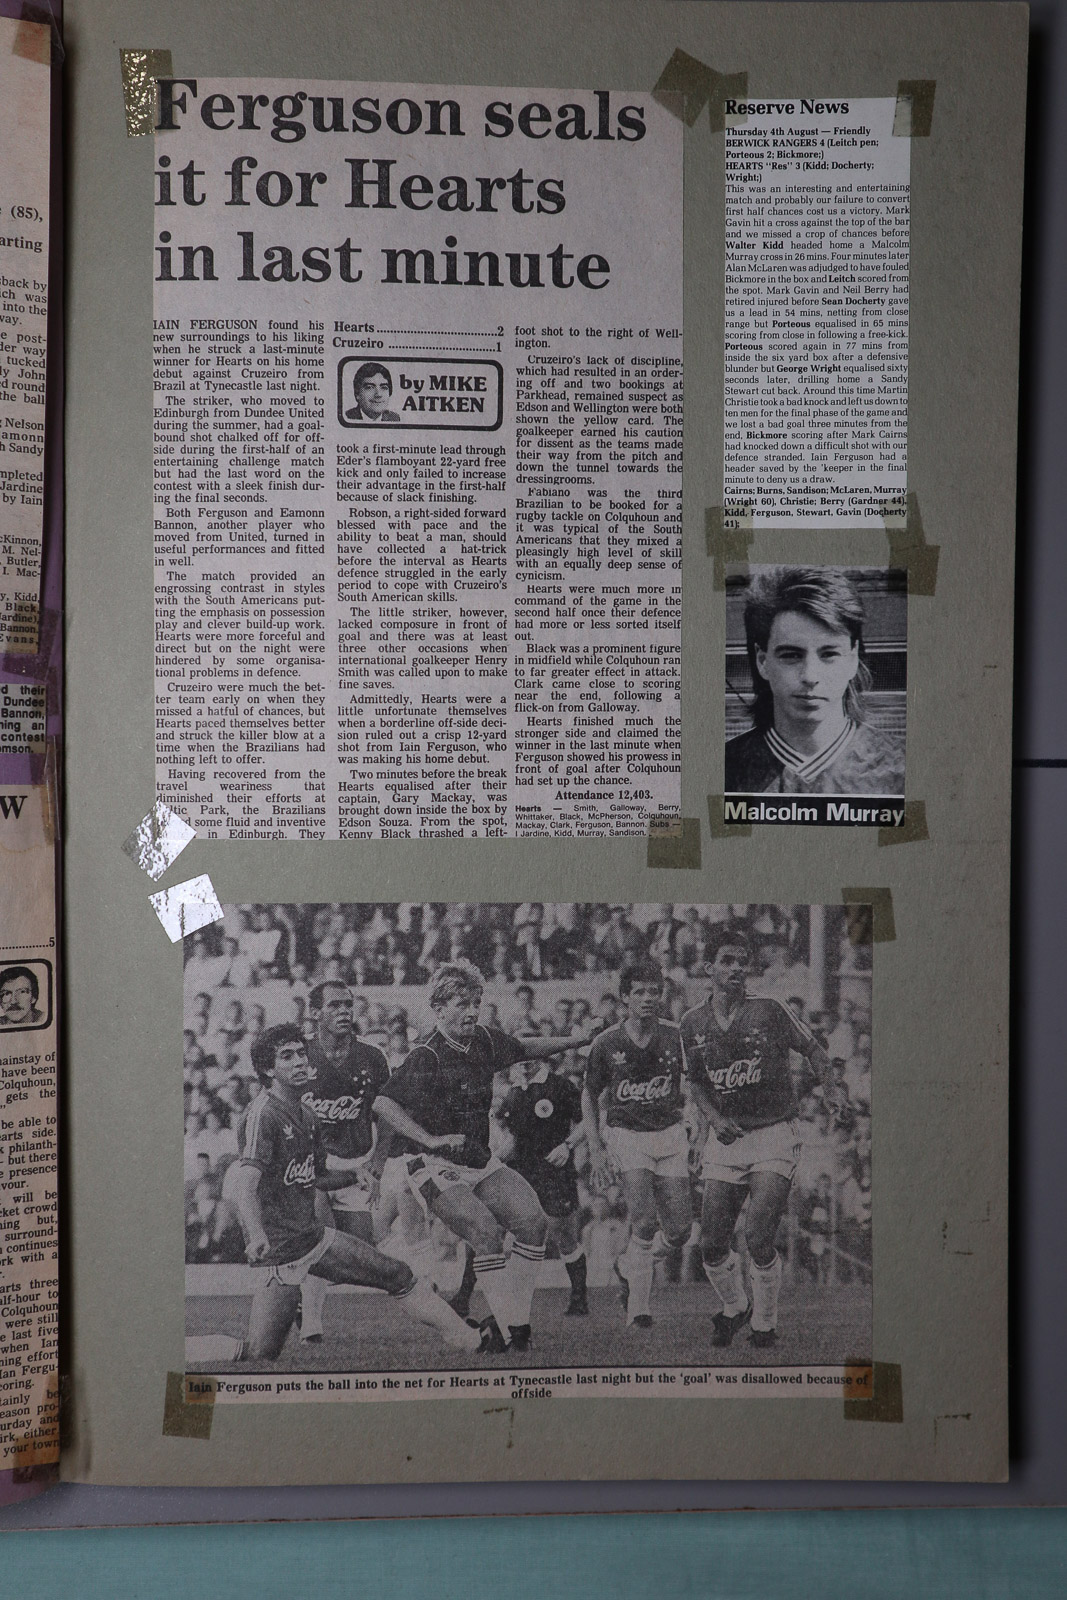 Ferguson seals
it for Hearts
in last minute
IAIN FERGUSON found his
new surroundings to his liking
when he struck a last-minute
winner for Hearts on his home
debut against Cruzeiro from
Brazil at Tynecastle last night.
The striker, who moved to
Edinburgh from Dundee United
during the summer, had a goal-
bound shot chalked off for off-
side during the first-half of an
entertaining challenge match
but had the last word on the
contest with a sleek finish dur-
ing the final seconds.
Both Ferguson and Eamonn
Bannon, another player who
moved from United, turned in
useful performances and fitted
in well.
The match provided an
engrossing contrast in styles
with the South Americans put-
ting the emphasis on possession
play and clever build-up work.
Hearts were more forceful and
direct but on the night were
hindered by some organisa-
tional problems in defence.
Cruzeiro were much the bet-
ter team early on when they
missed a hatful of chances, but
Hearts paced themselves better
and struck the killer blow at a
time when the Brazilians had
nothing left to offer.
Having recovered from the
travel weariness that
diminished their efforts at
ltic Park, the Brazilians
some fluid and inventive
in Edinburgh. They
Hearts ..........................2
Cruzeiro ..........................1
by MIKE
AITKEN
took a first-minute lead through
Eder's flamboyant 22-yard free
kick and only failed to increase
their advantage in the first-half
because of slack finishing.
Robson, a right-sided forward
blessed with pace and the
ability to beat a man, should
have collected a hat-trick
before the interval as Hearts
defence struggled in the early
period to cope with Cruzeiro's
South American skills.
The little striker, however,
lacked composure in front of
goal and there was at least
three other occasions when
international goalkeeper Henry
Smith was called upon to make
fine saves.
Admittedly, Hearts were a
little unfortunate themselves
when a borderline off-side deci-
sion ruled out a crisp 12-yard
shot from Iain Ferguson, who
was making his home debut.
Two minutes before the break
Hearts equalised after their
captain, Gary Mackay, was
brought down inside the box by
Edson Souza. From the spot,
Kenny Black thrashed a left-
foot shot to the right of Well-
ington.
Cruzeiro's lack of discipline,
which had resulted in an order-
ing off and two bookings at
Parkhead, remained suspect as
Edson and Wellington were both
shown the yellow card. The
goalkeeper earned his caution
for dissent as the teams made
their way from the pitch and
down the tunnel towards the
dressingrooms.
Fabiano was the third
Brazilian to be booked for a
rugby tackle on Colquhoun and
it was typical of the South
Americans that they mixed a
pleasingly high level of skill
with an equally deep sense of
cynicism.
Hearts were much more in
command of the game in the
second half once their defence
had more or less sorted itself
out.
Black was a prominent figure
in midfield while Colquhoun ran
to far greater effect in attack.
Clark came close to scoring
near the end, following a
flick-on from Galloway.
Hearts finished much the
stronger side and claimed the
winner in the last minute when
Ferguson showed his prowess in
front of goal after Colquhoun
had set up the chance.
Attendance 12,403.
Hearts — Smith, Galloway, Berry,
Whittaker, Black, McPherson, Colquhoun,
Mackay, Clark, Ferguson, Bannon. Subs —
I Jardine, Kidd, Murray, Sandison.
Reserve News
Thursday 4th August — Friendly
BERWICK RANGERS 4 (Leitch pen;
Porteous 2; Bickmore;)
HEARTS "Res" 3 (Kidd; Docherty;
Wright;)
This was an interesting and entertaining
match and probably our failure to convert
first half chances cost us a victory. Mark
Gavin hit a cross against the top of the bar
and we missed a crop of chances before
Walter Kidd headed home a Malcolm
Murray cross in 26 mins. Four minutes later
Alan McLaren was adjudged to have fouled
Bickmore in the box and Leitch scored from
the spot. Mark Gavin and Neil Berry had
retired injured before Sean Docherty gave
us a lead in 54 mins, netting from close
range but Porteous equalised in 65 mins
scoring from close in following a free-kick.
Porteous scored again in 77 mins from
inside the six yard box after a defensive
blunder but George Wright equalised sixty
seconds later, drilling home a Sandy
Stewart cut back. Around this time Martin
Christie took a bad knock and left us down to
ten men for the final phase of the game and
we lost a bad goal three minutes from the
end, Bickmore scoring after Mark Cairns
had knocked down a difficult shot with our
defence stranded. Iain Ferguson had a
header saved by the 'keeper in the final
minute to deny us a draw.
Cairns; Burns, Sandison; McLaren, Murray
(Wright 60), Christie; Berry (Gardner 44),
Kidd, Ferguson, Stewart, Gavin (Docherty
41);
Malcolm Murray
Coca-Cola
Coca-Cola
Coca-Cola
Iain Ferguson puts the ball into the net for Hearts at Tynecastle last night but the 'goal' was disallowed because of
offside